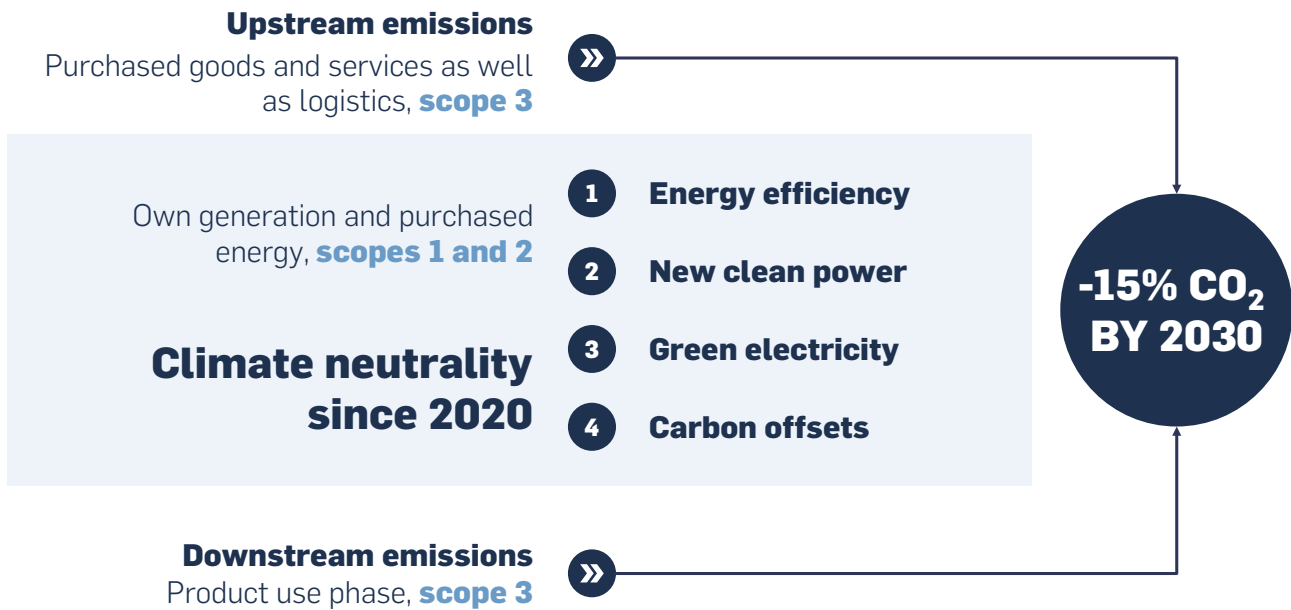 Upstream emissions
Purchased goods and services as well
as logistics, scope 3
Own generation and purchased
energy, scopes 1 and 2
Climate neutrality
since 2020
1 Energy efficiency
2 New clean power
3 Green electricity
4 Carbon offsets
-15% CO₂
BY 2030
Downstream emissions
Product use phase, scope 3